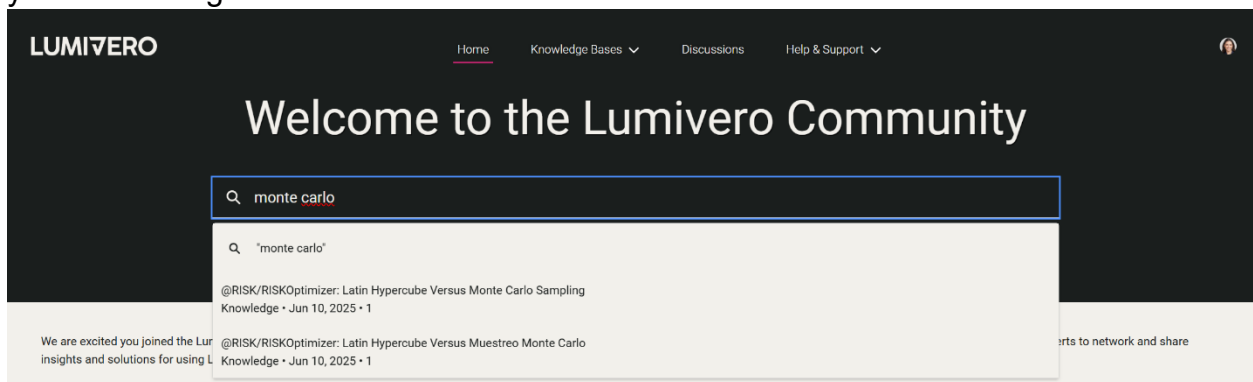 LUMIVERO
Home Knowledge Bases Discussions Help & Support
Welcome to the Lumivero Community
monte carlo
"monte carlo"
@RISK/RISKOptimizer: Latin Hypercube Versus Monte Carlo Sampling
Knowledge • Jun 10, 2025 • 1
@RISK/RISKOptimizer: Latin Hypercube Versus Muestreo Monte Carlo
Knowledge • Jun 10, 2025 • 1
We are excited you joined the
to network and share
insights and solutions for using